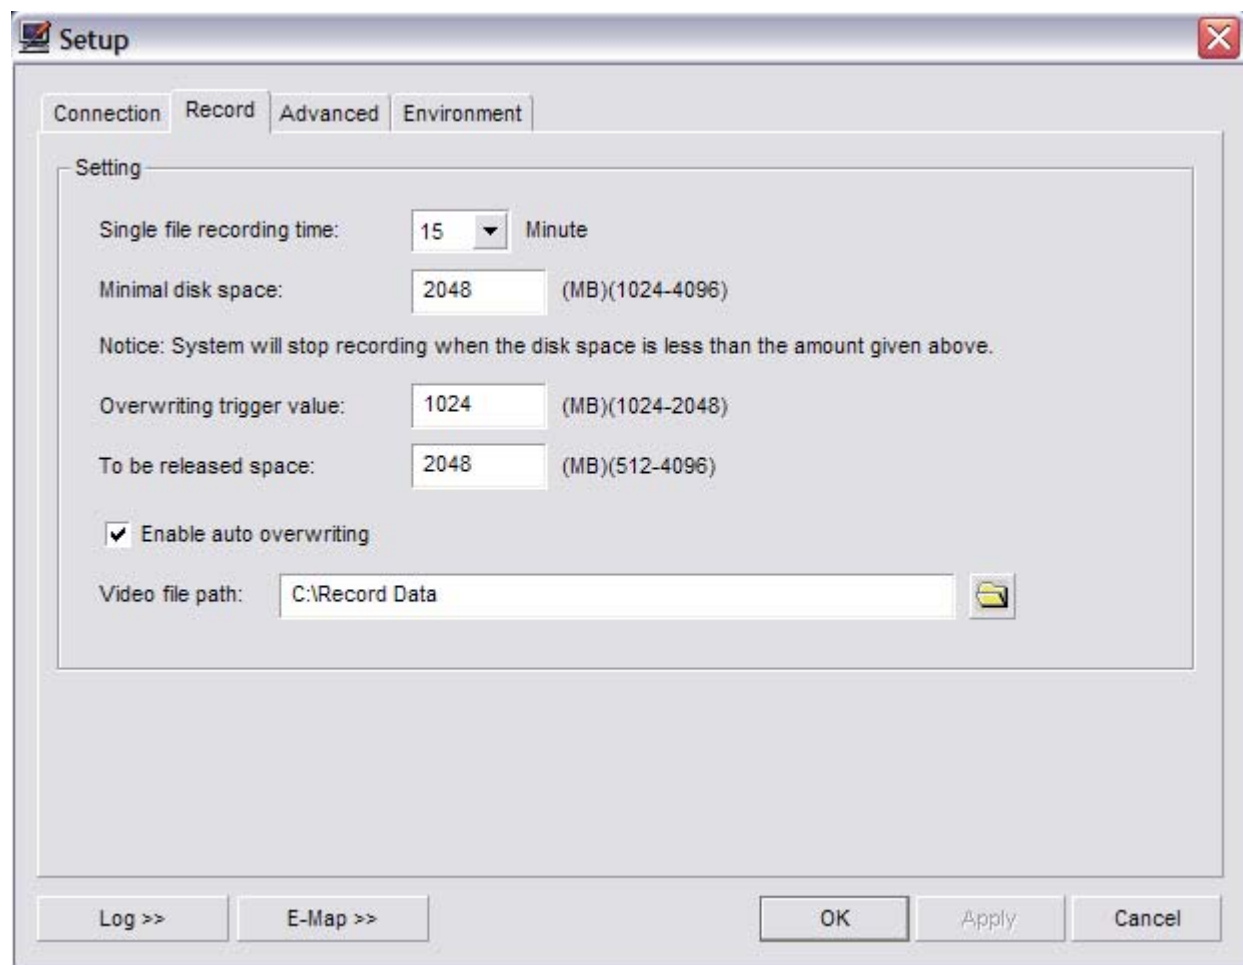 Setup
Connection Record Advanced Environment
Setting
Single file recording time: 15 Minute
Minimal disk space: 2048 (MB)(1024-4096)
Notice: System will stop recording when the disk space is less than the amount given above.
Overwriting trigger value: 1024 (MB)(1024-2048)
To be released space: 2048 (MB)(512-4096)
Enable auto overwriting
Video file path: C:\Record Data
Log >> E-Map >> OK Apply Cancel